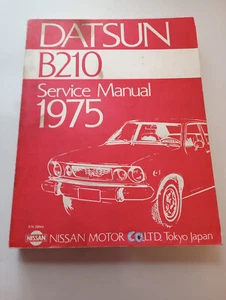 DATSUN
B210
Service Manual
1975
NISSAN
NISSAN MOTOR CO.,LTD. Tokyo Japan